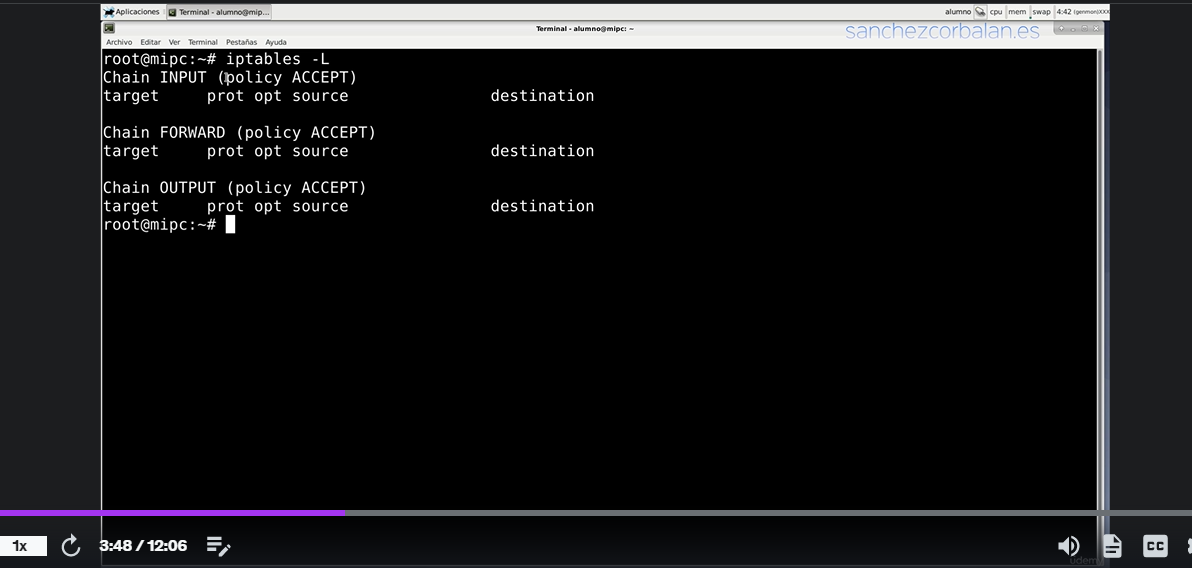 Aplicaciones Terminal - alumno@mip... alumno cpu mem swap 4:42 (genmon)XXX
Terminal - alumno@mipc: ~ sanchezcorbalan.es
Archivo Editar Ver Terminal Pestañas Ayuda
root@mipc:~# iptables -L
Chain INPUT (policy ACCEPT)
target     prot opt source               destination
Chain FORWARD (policy ACCEPT)
target     prot opt source               destination
Chain OUTPUT (policy ACCEPT)
target     prot opt source               destination
root@mipc:~#
1x 3:48 / 12:06 CC
udemy